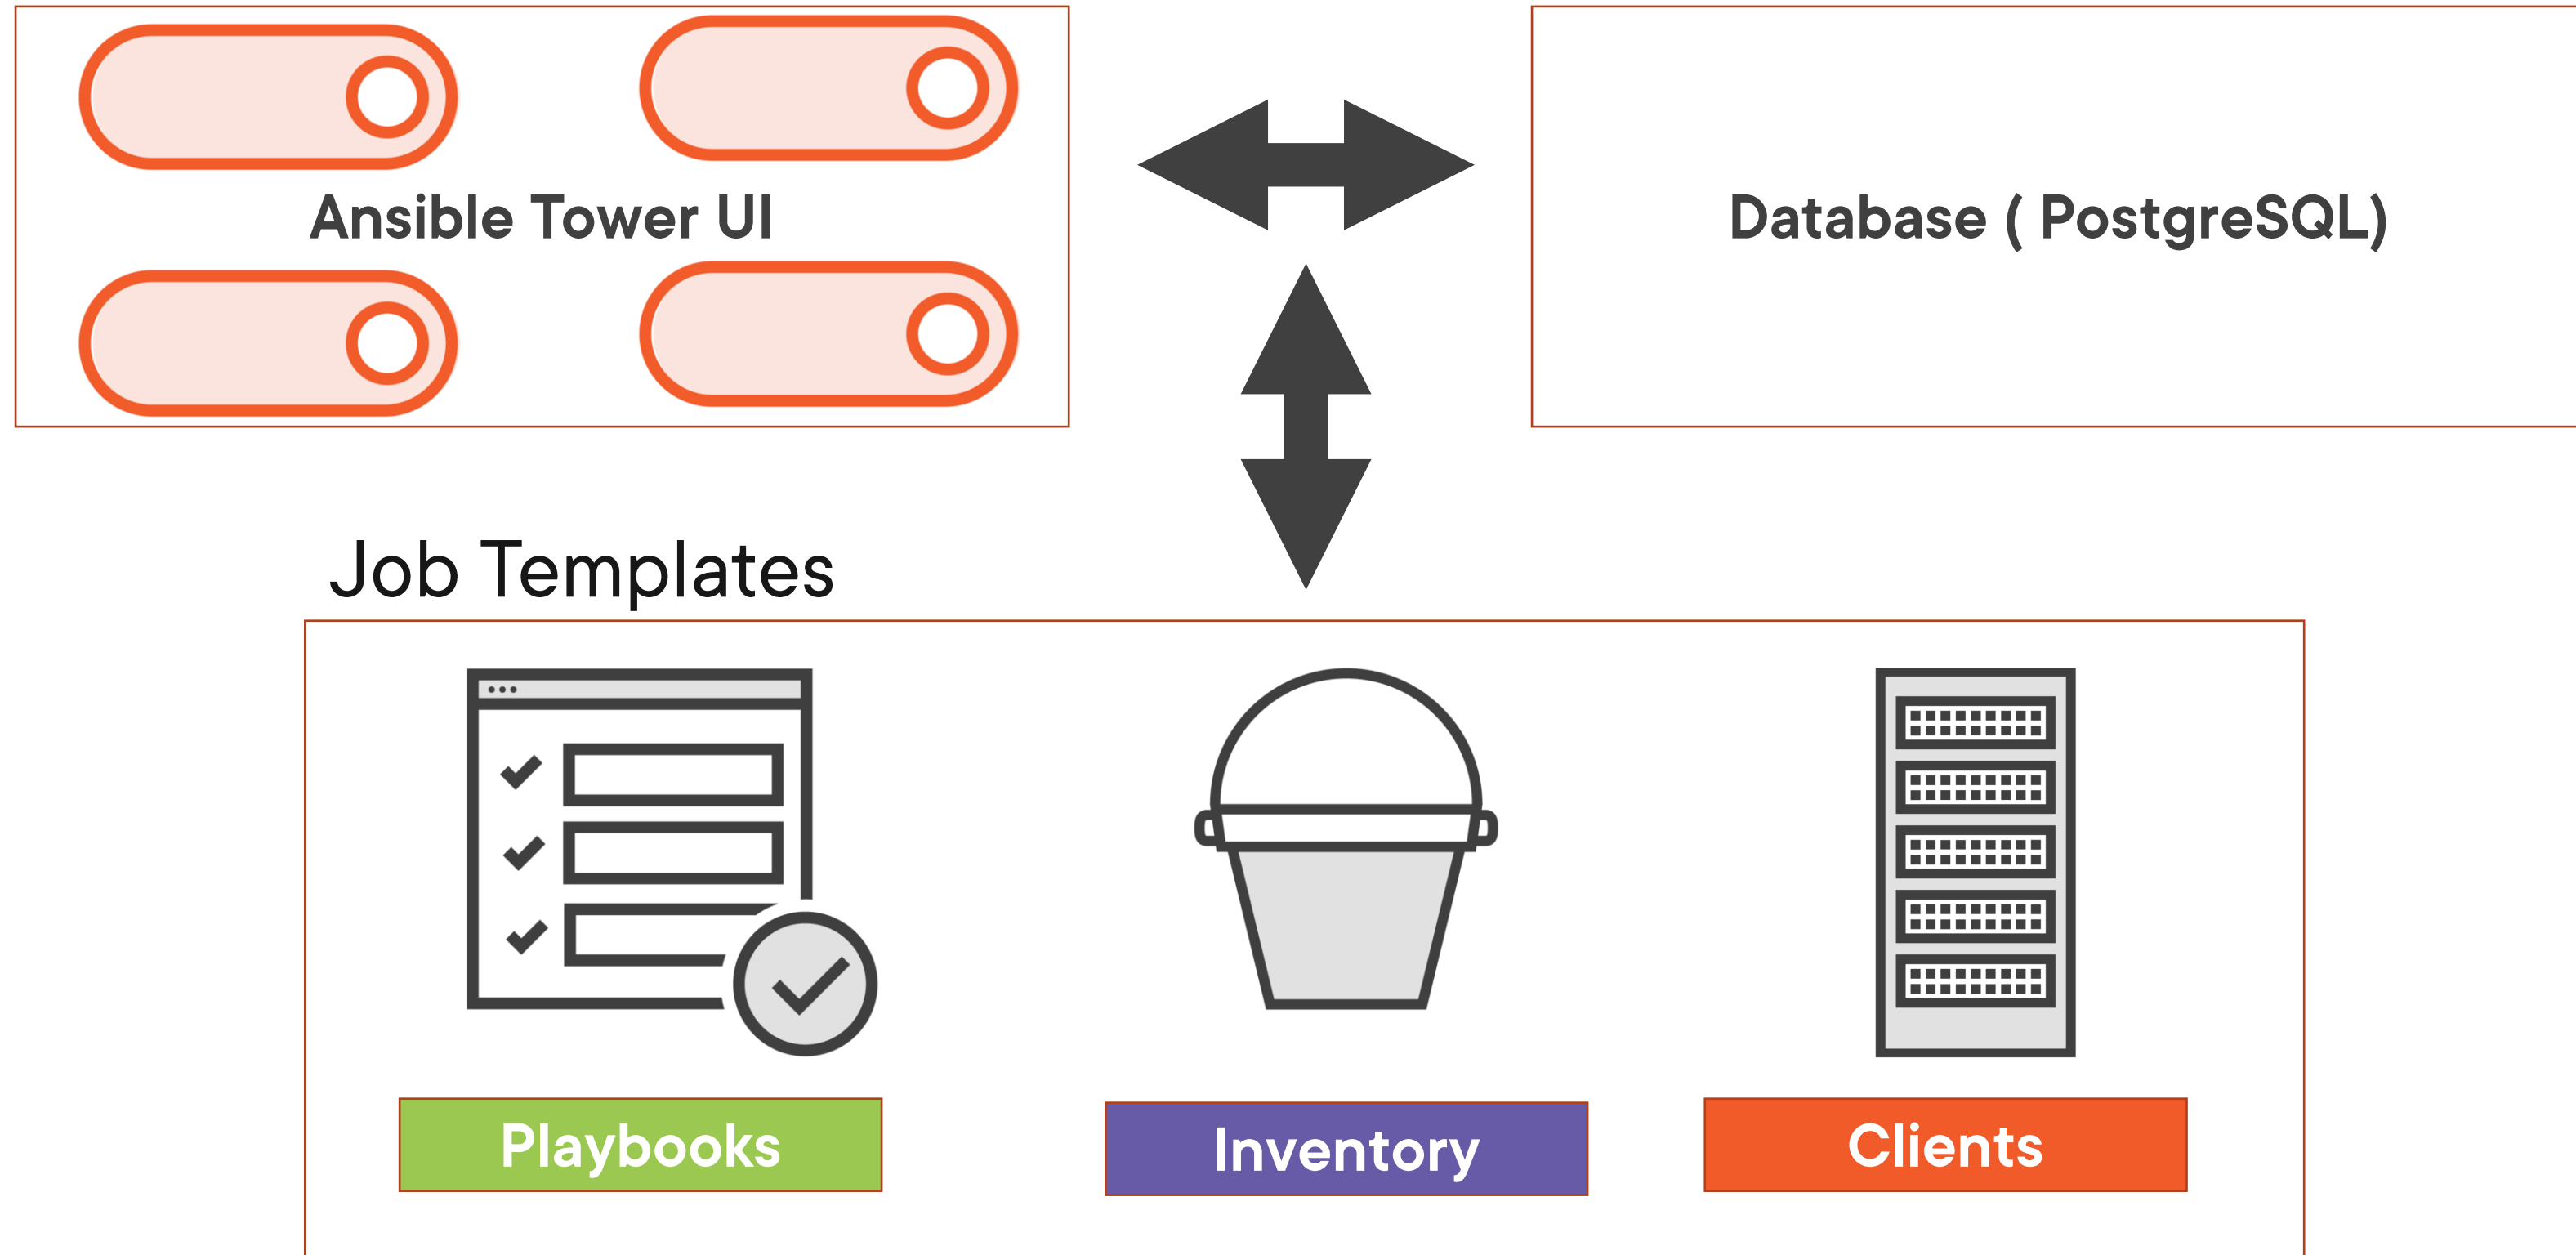 Ansible Tower UI
Database ( PostgreSQL)
Job Templates
Playbooks
Inventory
Clients